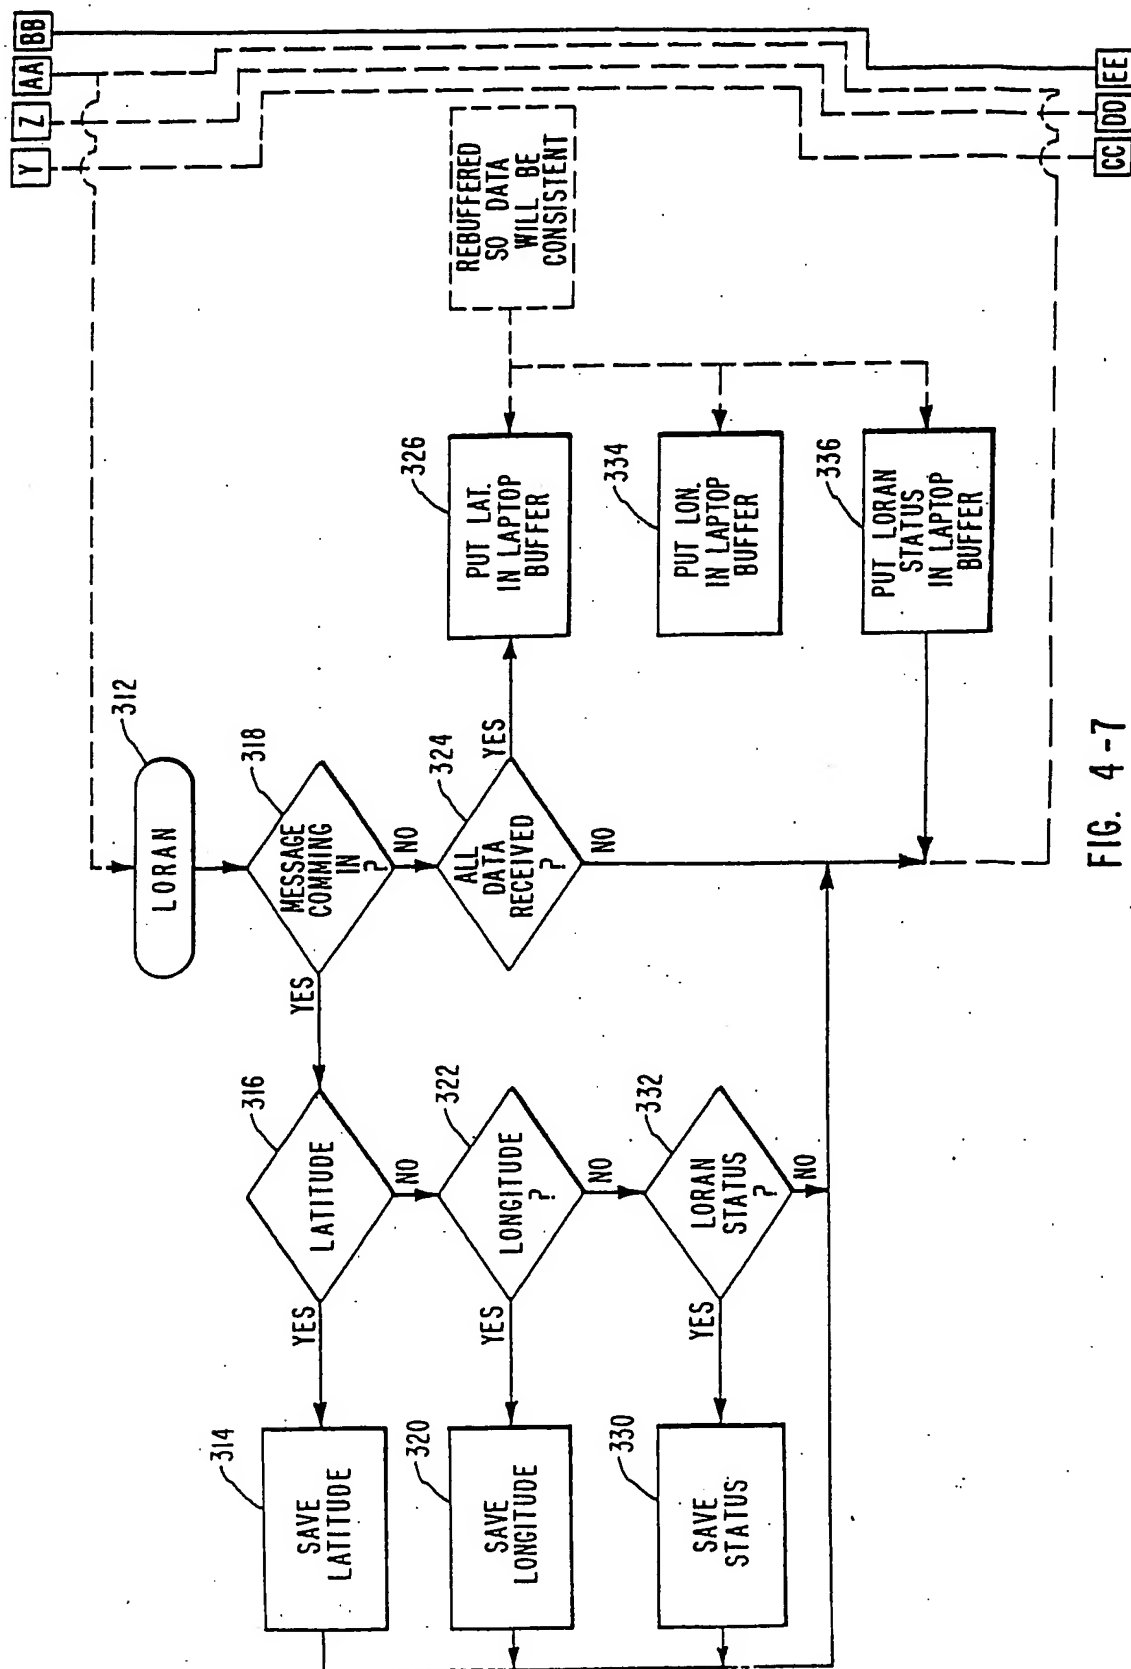 Y
Z
AA
BB
312
LORAN
318
MESSAGE
COMMING
IN
?
YES
NO
316
LATITUDE
YES
NO
314
SAVE
LATITUDE
324
ALL
DATA
RECEIVED
?
YES
NO
322
LONGITUDE
?
YES
NO
320
SAVE
LONGITUDE
332
LORAN
STATUS
?
YES
NO
330
SAVE
STATUS
326
PUT LAT.
IN LAPTOP
BUFFER
334
PUT LON.
IN LAPTOP
BUFFER
336
PUT LORAN
STATUS
IN LAPTOP
BUFFER
REBUFFERED
SO DATA
WILL BE
CONSISTENT
CC
DD
EE
FIG. 4-7